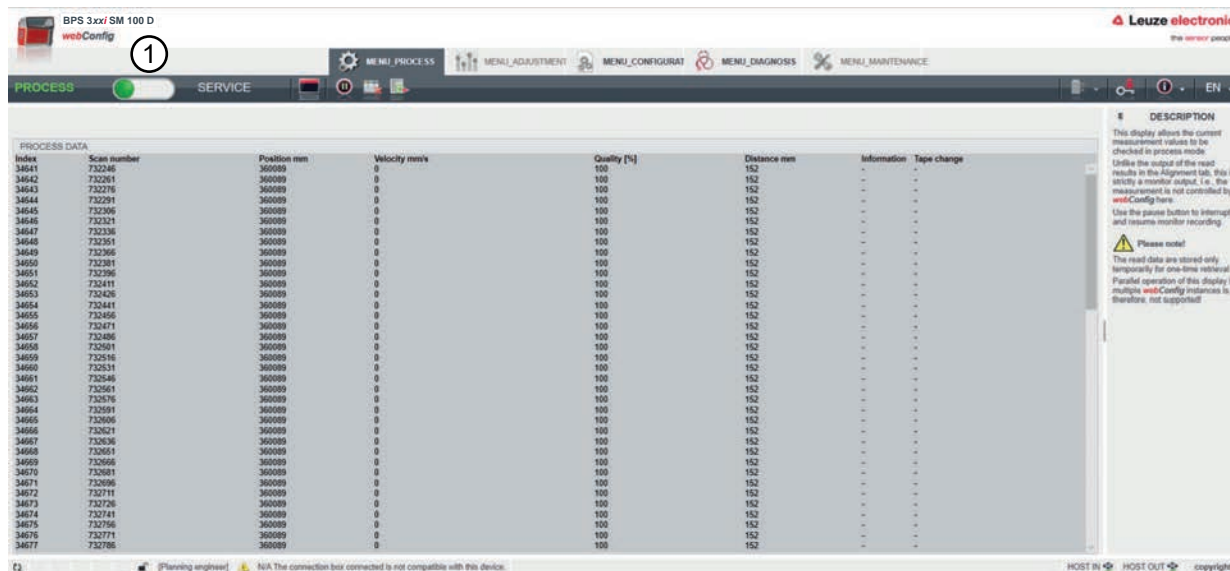 BPS 3xxi SM 100 D
webConfig
1
Leuze electronic
the sensor people
MENU_PROCESS MENU_ADJUSTMENT MENU_CONFIGURAT MENU_DIAGNOSIS MENU_MAINTENANCE
PROCESS SERVICE EN
PROCESS DATA
Index Scan number Position mm Velocity mm/s Quality [%] Distance mm Information Tape change
34641 732246 360089 0 100 152 - -
34642 732261 360089 0 100 152 - -
34643 732276 360089 0 100 152 - -
34644 732291 360089 0 100 152 - -
34645 732306 360089 0 100 152 - -
34646 732321 360089 0 100 152 - -
34647 732336 360089 0 100 152 - -
34648 732351 360089 0 100 152 - -
34649 732366 360089 0 100 152 - -
34650 732381 360089 0 100 152 - -
34651 732396 360089 0 100 152 - -
34652 732411 360089 0 100 152 - -
34653 732426 360089 0 100 152 - -
34654 732441 360089 0 100 152 - -
34655 732456 360089 0 100 152 - -
34656 732471 360089 0 100 152 - -
34657 732486 360089 0 100 152 - -
34658 732501 360089 0 100 152 - -
34659 732516 360089 0 100 152 - -
34660 732531 360089 0 100 152 - -
34661 732546 360089 0 100 152 - -
34662 732561 360089 0 100 152 - -
34663 732576 360089 0 100 152 - -
34664 732591 360089 0 100 152 - -
34665 732606 360089 0 100 152 - -
34666 732621 360089 0 100 152 - -
34667 732636 360089 0 100 152 - -
34668 732651 360089 0 100 152 - -
34669 732666 360089 0 100 152 - -
34670 732681 360089 0 100 152 - -
34671 732696 360089 0 100 152 - -
34672 732711 360089 0 100 152 - -
34673 732726 360089 0 100 152 - -
34674 732741 360089 0 100 152 - -
34675 732756 360089 0 100 152 - -
34676 732771 360089 0 100 152 - -
34677 732786 360089 0 100 152 - -
DESCRIPTION
This display allows the current
measurement values to be
checked in process mode.
Unlike the output of the read
results in the Alignment tab, this i
strictly a monitor output, i.e., the
measurement is not controlled by
webConfig here.
Use the pause button to interrupt
and resume monitor recording.
Please note!
The read data are stored only
temporarily for one-time retrieval.
Parallel operation of this display i
multiple webConfig instances is,
therefore, not supported!
[Planning engineer] N/A The connection box connected is not compatible with this device. HOST IN HOST OUT copyright